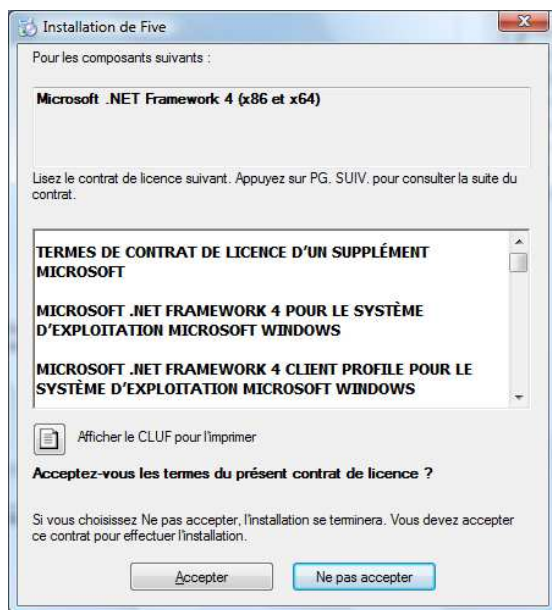 Installation de Five
Pour les composants suivants :
Microsoft .NET Framework 4 (x86 et x64)
Lisez le contrat de licence suivant. Appuyez sur PG. SUIV. pour consulter la suite du
contrat.
TERMES DE CONTRAT DE LICENCE D'UN SUPPLÉMENT
MICROSOFT
MICROSOFT .NET FRAMEWORK 4 POUR LE SYSTÈME
D'EXPLOITATION MICROSOFT WINDOWS
MICROSOFT .NET FRAMEWORK 4 CLIENT PROFILE POUR LE
SYSTÈME D'EXPLOITATION MICROSOFT WINDOWS
Afficher le CLUF pour l'imprimer
Acceptez-vous les termes du présent contrat de licence ?
Si vous choisissez Ne pas accepter, l'installation se terminera. Vous devez accepter
ce contrat pour effectuer l'installation.
Accepter
Ne pas accepter